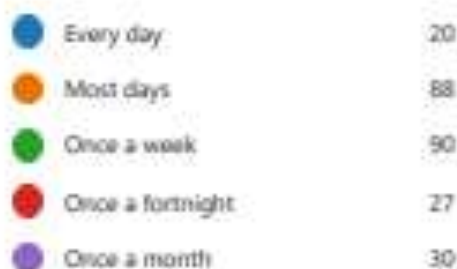 Every day 20
Most days 88
Once a week 90
Once a fortnight 27
Once a month 30